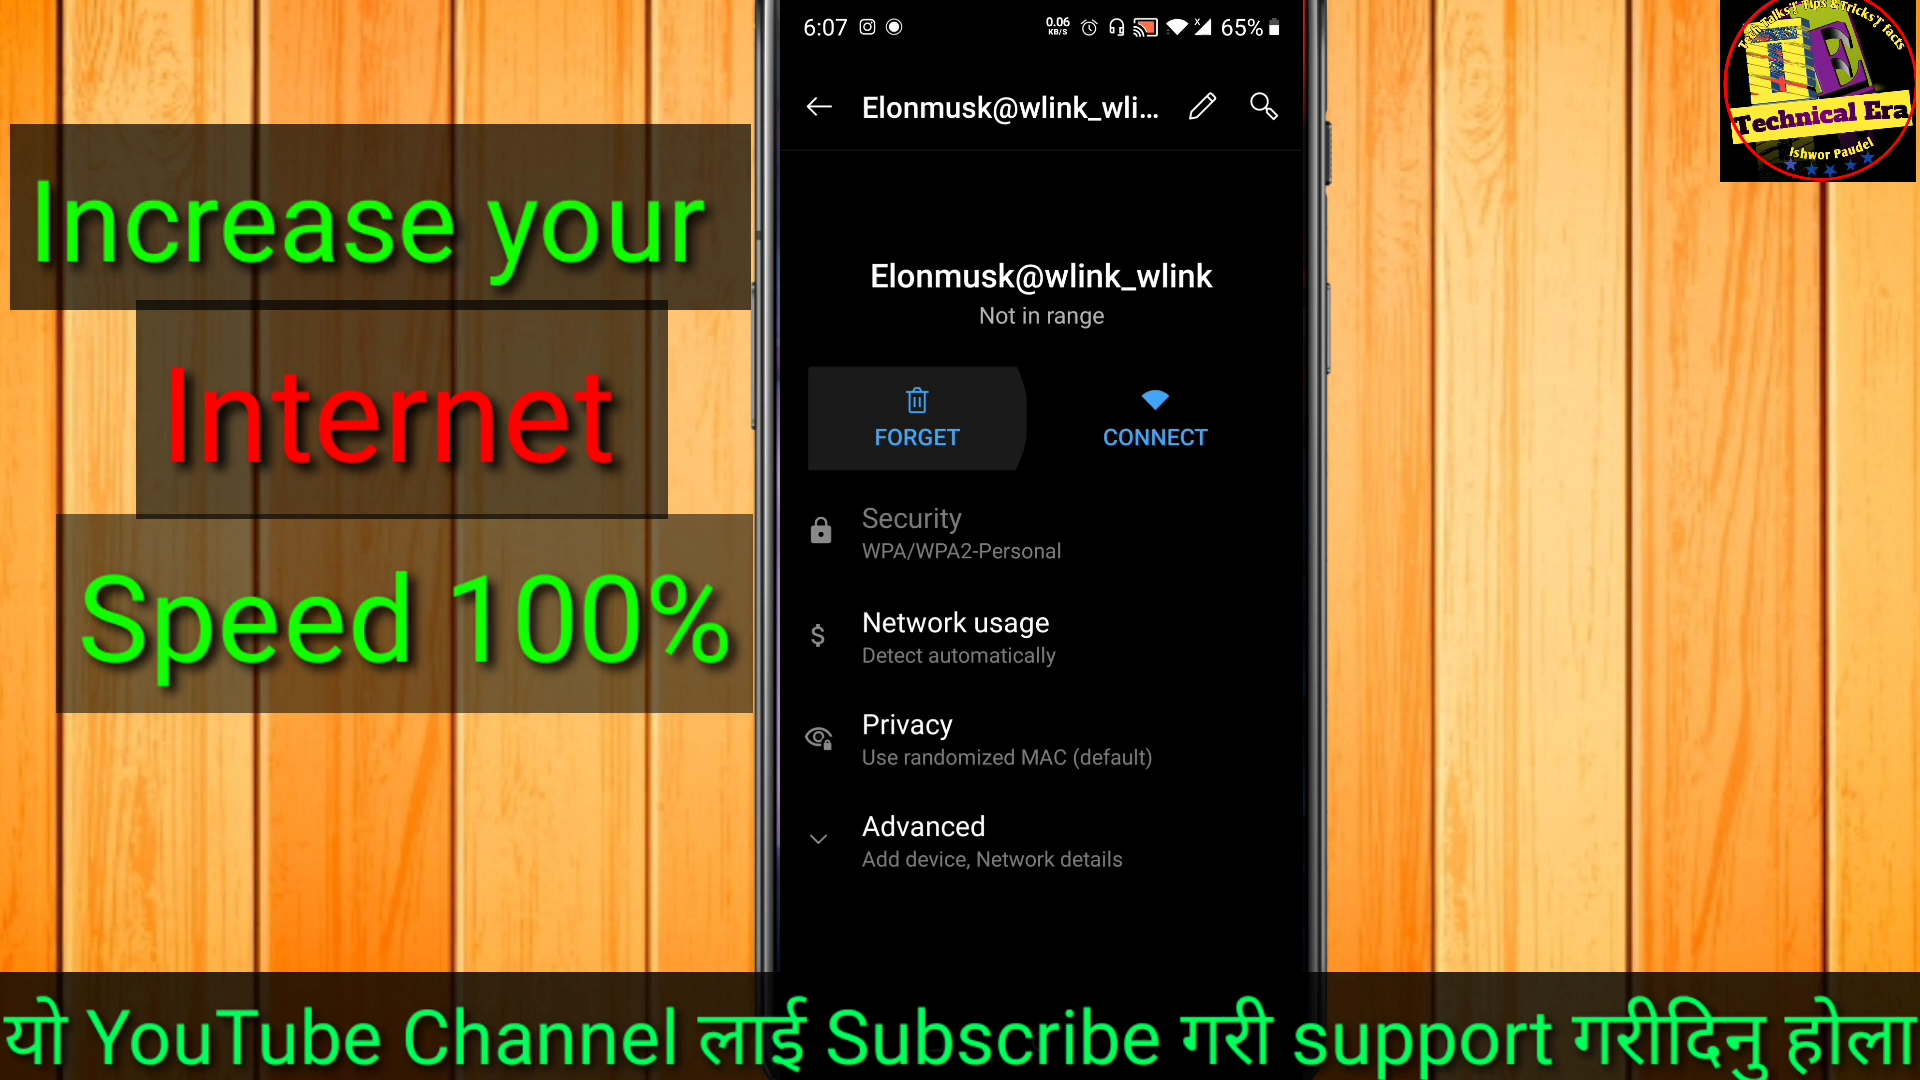 6:07
0.06
KB/S
65%
Elonmusk@wlink_wli...
Elonmusk@wlink_wlink
Not in range
FORGET
CONNECT
Security
WPA/WPA2-Personal
Network usage
Detect automatically
Privacy
Use randomized MAC (default)
Advanced
Add device, Network details
Increase your
Internet
Speed 100%
TE
Technical Era
Ishwor Paudel
यो YouTube Channel लाई Subscribe गरी support गरीदिनु होला